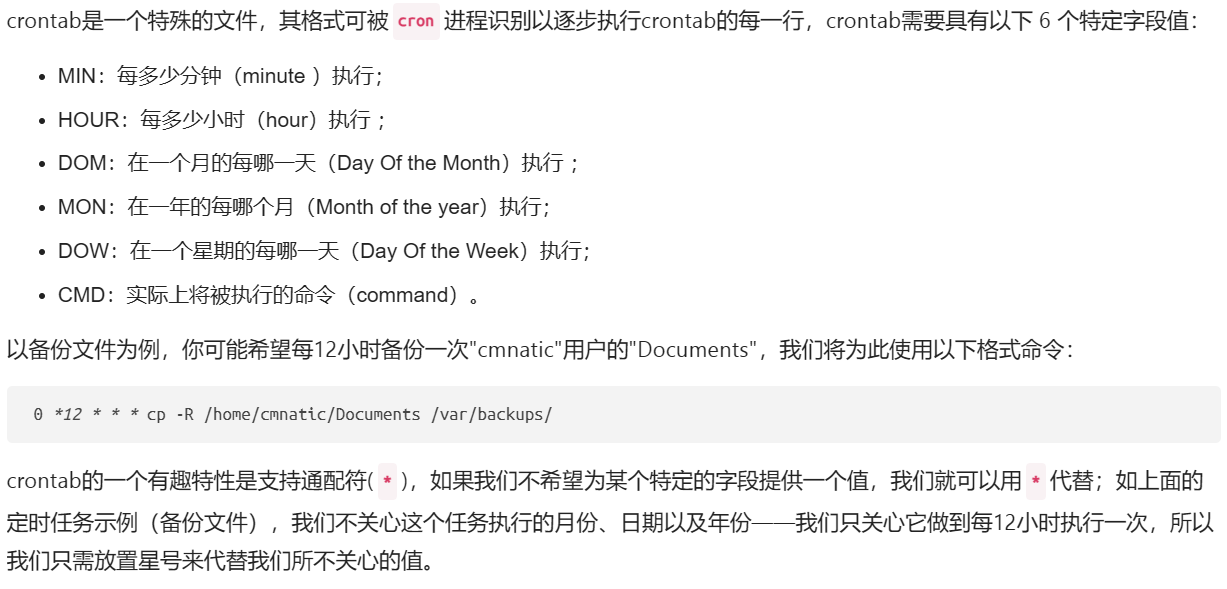 crontab是一个特殊的文件，其格式可被 cron 进程识别以逐步执行crontab的每一行，crontab需要具有以下 6 个特定字段值：
• MIN：每多少分钟（minute ）执行；
• HOUR：每多少小时（hour）执行 ；
• DOM：在一个月的每哪一天（Day Of the Month）执行 ；
• MON：在一年的每哪个月（Month of the year）执行；
• DOW：在一个星期的每哪一天（Day Of the Week）执行；
• CMD：实际上将被执行的命令（command）。
以备份文件为例，你可能希望每12小时备份一次"cmnatic"用户的"Documents"，我们将为此使用以下格式命令：
0 *12 * * * cp -R /home/cmnatic/Documents /var/backups/
crontab的一个有趣特性是支持通配符( * )，如果我们不希望为某个特定的字段提供一个值，我们就可以用 * 代替；如上面的
定时任务示例（备份文件），我们不关心这个任务执行的月份、日期以及年份——我们只关心它做到每12小时执行一次，所以
我们只需放置星号来代替我们所不关心的值。